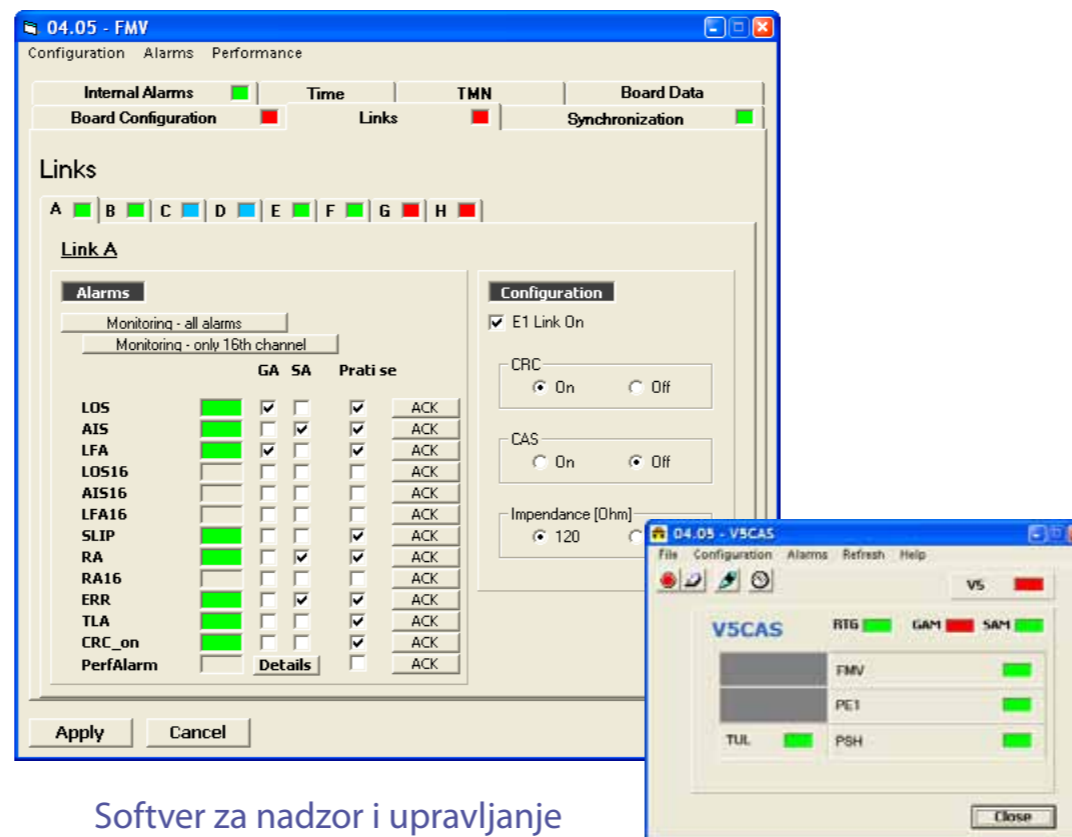 04.05 - FMV
Configuration Alarms Performance
Internal Alarms Time TMN Board Data
Board Configuration Links Synchronization
Links
A B C D E F G H
Link A
Alarms
Monitoring - all alarms
Monitoring - only 16th channel
GA SA Prati se
LOS ACK
AIS ACK
LFA ACK
LOS16 ACK
AIS16 ACK
LFA16 ACK
SLIP ACK
RA ACK
RA16 ACK
ERR ACK
TLA ACK
CRC_on ACK
PerfAlarm Details ACK
Configuration
E1 Link On
CRC
On Off
CAS
On Off
Impendance [Ohm]
120
Apply Cancel
04.05 - V5CAS
File Configuration Alarms Refresh Help
V5
V5CAS RTG GAM SAM
FMV
PE1
TUL PSH
Close
Softver za nadzor i upravljanje